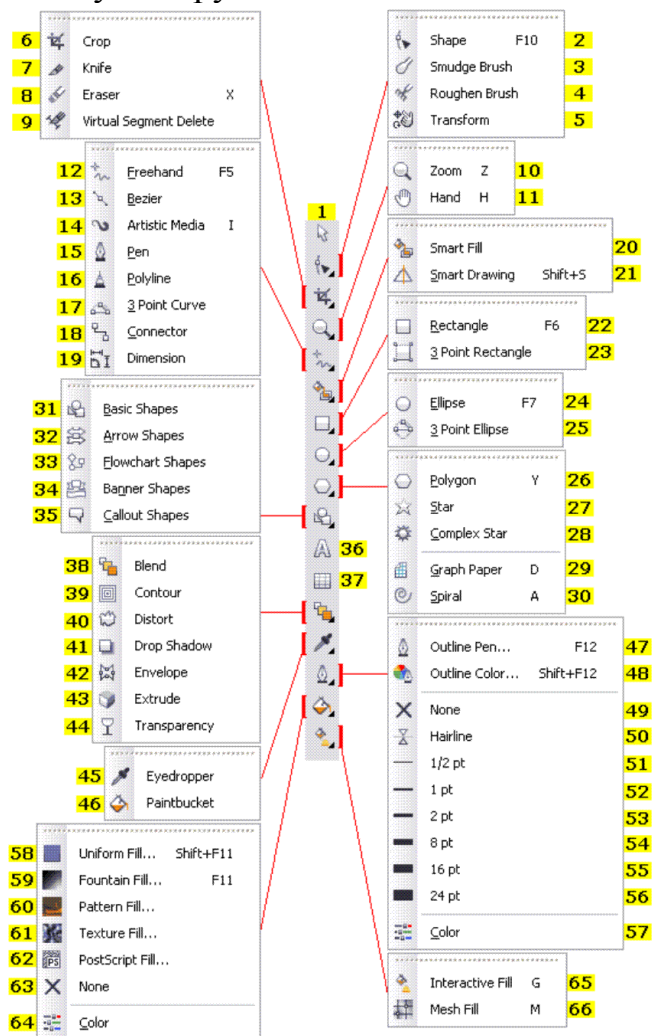 6 Crop
7 Knife
8 Eraser X
9 Virtual Segment Delete
Shape F10 2
Smudge Brush 3
Roughen Brush 4
Transform 5
12 Freehand F5
13 Bezier
14 Artistic Media I
15 Pen
16 Polyline
17 3 Point Curve
18 Connector
19 Dimension
Zoom Z 10
Hand H 11
1
Smart Fill 20
Smart Drawing Shift+S 21
Rectangle F6 22
3 Point Rectangle 23
31 Basic Shapes
32 Arrow Shapes
33 Flowchart Shapes
34 Banner Shapes
35 Callout Shapes
Ellipse F7 24
3 Point Ellipse 25
Polygon Y 26
Star 27
Complex Star 28
Graph Paper D 29
Spiral A 30
36
37
38 Blend
39 Contour
40 Distort
41 Drop Shadow
42 Envelope
43 Extrude
44 Transparency
45 Eyedropper
46 Paintbucket
Outline Pen... F12 47
Outline Color... Shift+F12 48
None 49
Hairline 50
1/2 pt 51
1 pt 52
2 pt 53
8 pt 54
16 pt 55
24 pt 56
Color 57
58 Uniform Fill... Shift+F11
59 Fountain Fill... F11
60 Pattern Fill...
61 Texture Fill...
62 PostScript Fill...
63 None
64 Color
Interactive Fill G 65
Mesh Fill M 66